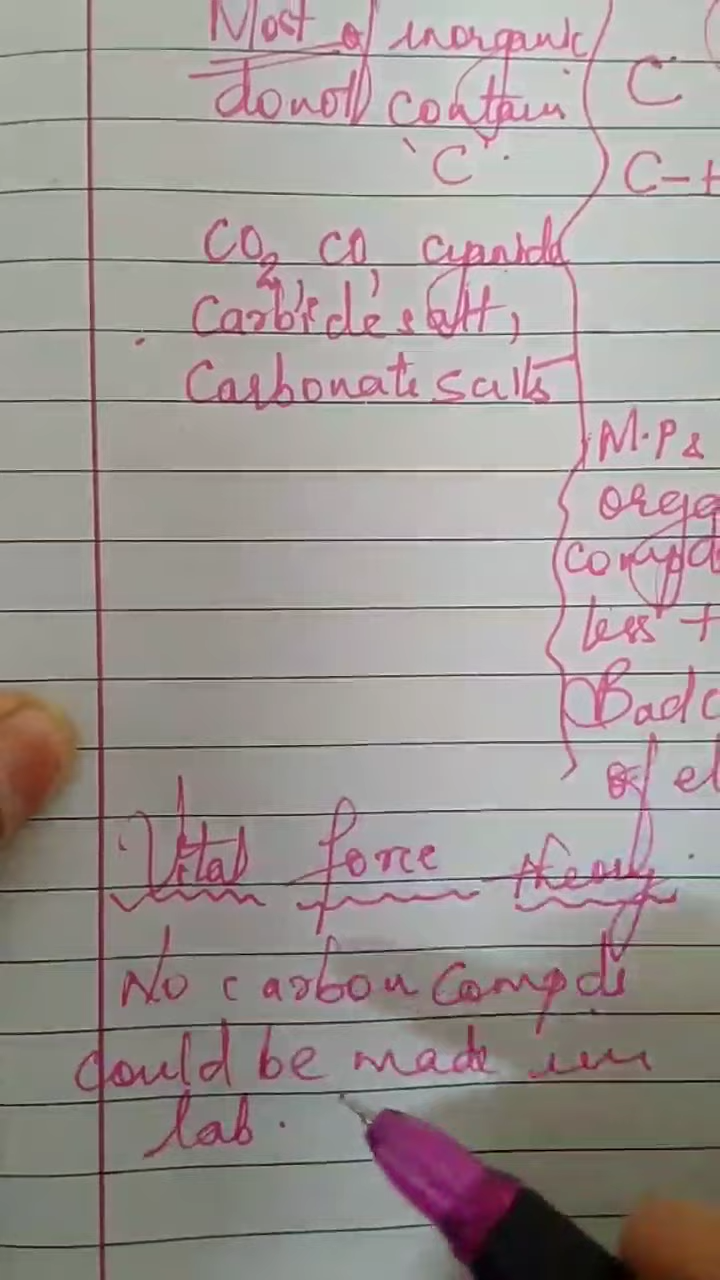 Most of inorganic
donot contain
'C'.
CO2, CO, cyanide
Carbide salt,
Carbonate salts
C
C-
M.P &
orga
compd
less +
Bad c
of el
Vital force theory.
No carbon compds
could be made in
lab.